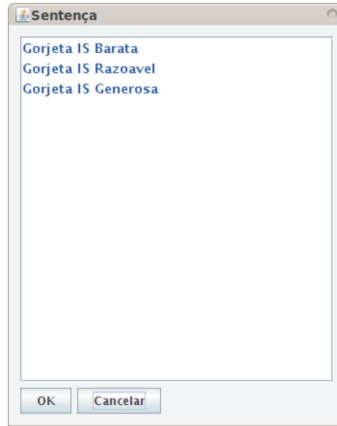 Sentença
Gorjeta IS Barata
Gorjeta IS Razoavel
Gorjeta IS Generosa
OK Cancelar